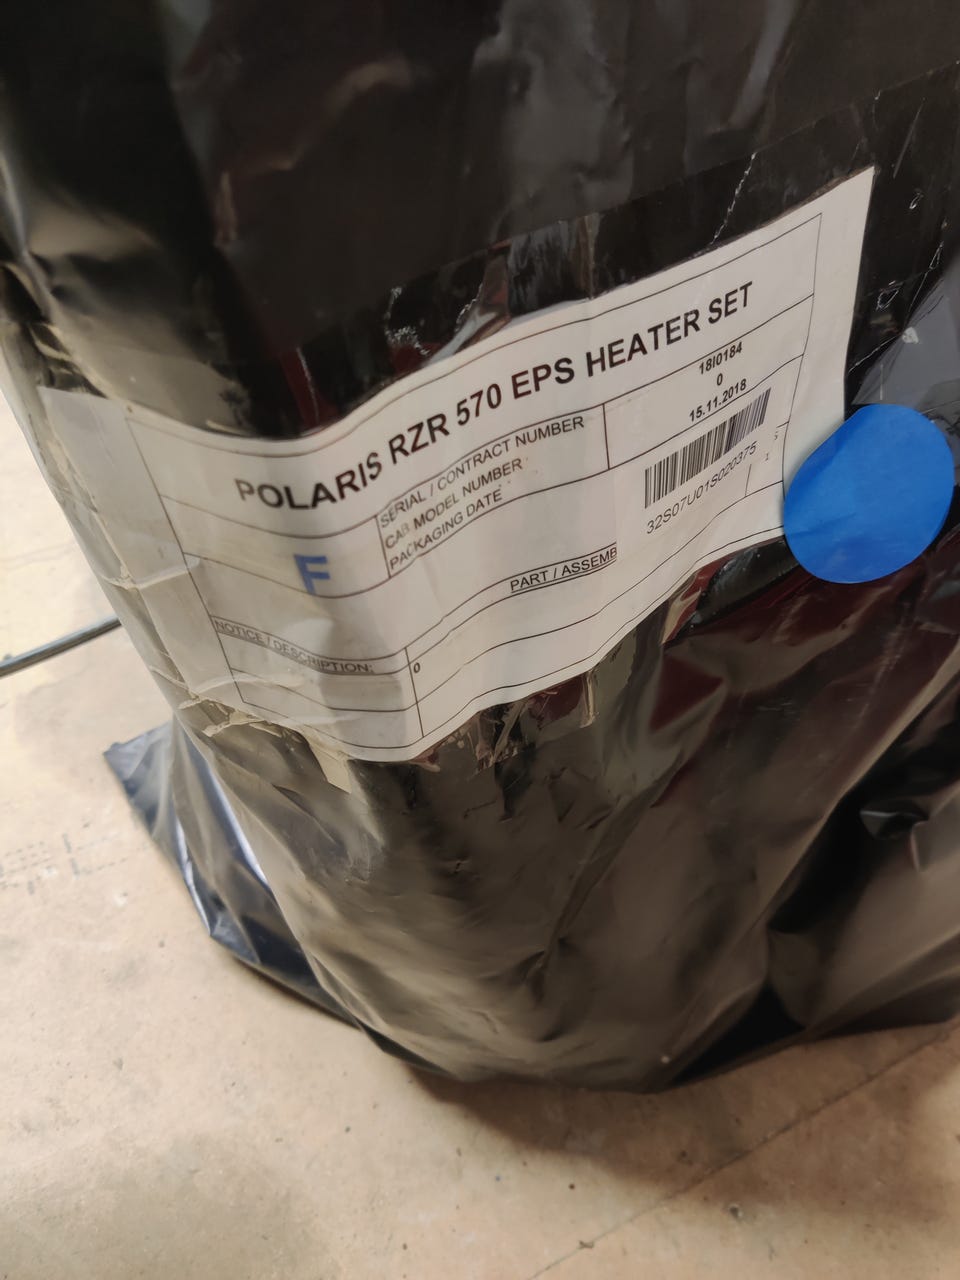 POLARIS RZR 570 EPS HEATER SET
SERIAL / CONTRACT NUMBER
18I0184
CAB MODEL NUMBER
0
PACKAGING DATE
15.11.2018
F
32S07U01S020375
PART / ASSEMB
NOTICE / DESCRIPTION:
0